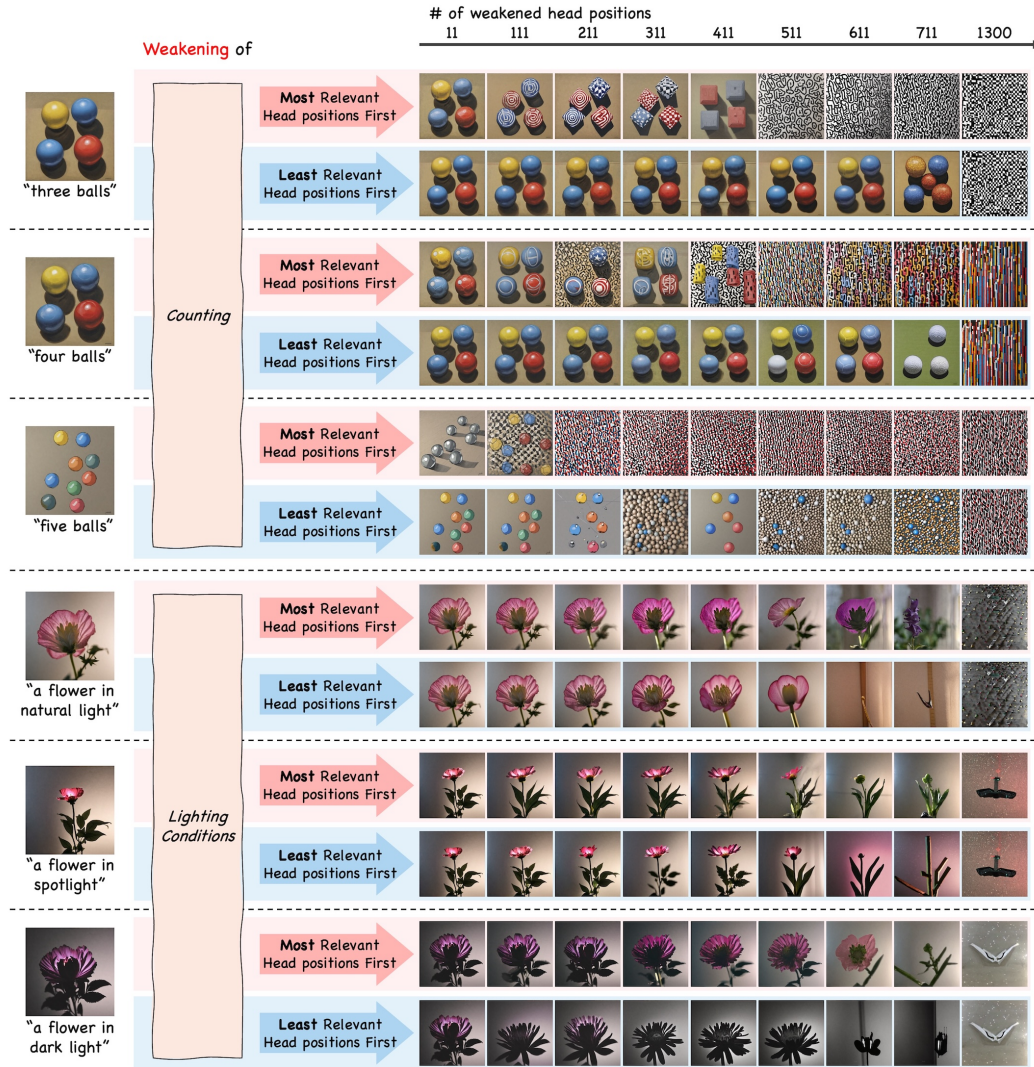 # of weakened head positions
11 111 211 311 411 511 611 711 1300
Weakening of
Most Relevant
Head positions First
Least Relevant
Head positions First
"three balls"
Most Relevant
Head positions First
Counting
Least Relevant
Head positions First
"four balls"
Most Relevant
Head positions First
Least Relevant
Head positions First
"five balls"
Most Relevant
Head positions First
Least Relevant
Head positions First
"a flower in
natural light"
Most Relevant
Head positions First
Lighting
Conditions
Least Relevant
Head positions First
"a flower in
spotlight"
Most Relevant
Head positions First
Least Relevant
Head positions First
"a flower in
dark light"